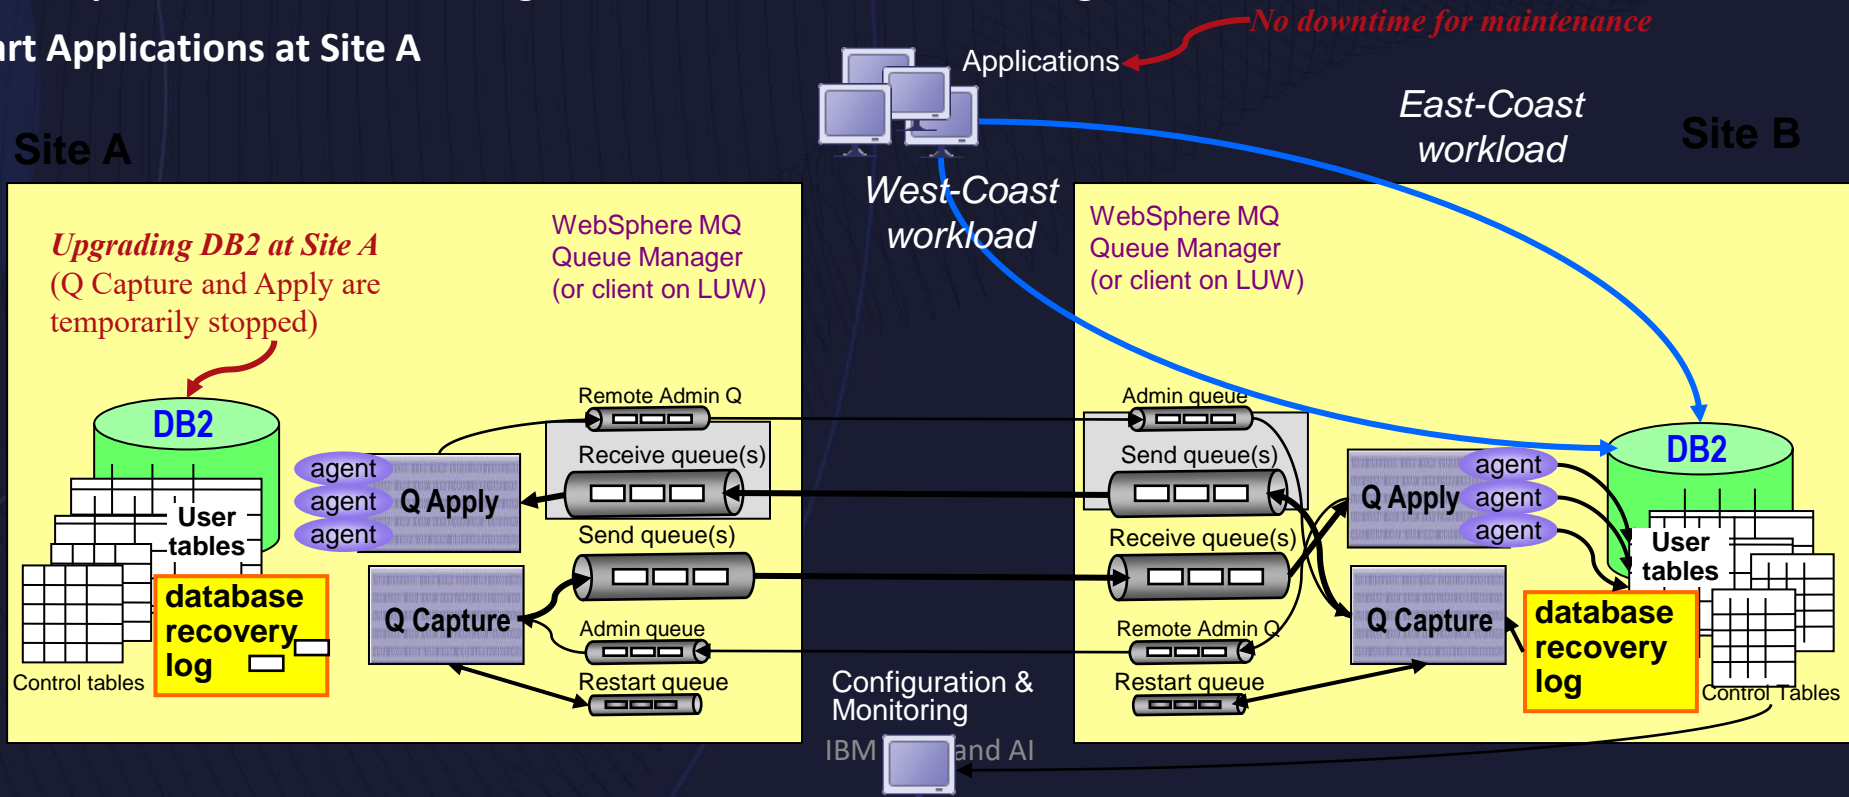 art Applications at Site A
No downtime for maintenance
Applications
East-Coast
workload
Site A
Site B
West-Coast
workload
Upgrading DB2 at Site A
(Q Capture and Apply are
temporarily stopped)
WebSphere MQ
Queue Manager
(or client on LUW)
WebSphere MQ
Queue Manager
(or client on LUW)
DB2
User
tables
Control tables
database
recovery
log
agent
agent
agent
Q Apply
Q Capture
Remote Admin Q
Receive queue(s)
Send queue(s)
Admin queue
Restart queue
Admin queue
Send queue(s)
Receive queue(s)
Remote Admin Q
Restart queue
Q Apply
agent
agent
agent
Q Capture
DB2
User
tables
database
recovery
log
Control Tables
Configuration &
Monitoring
IBM and AI